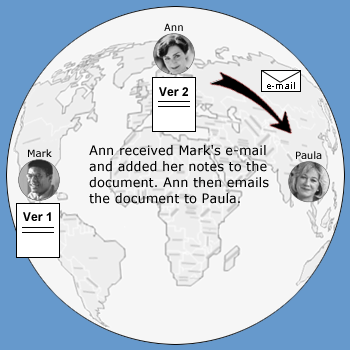 Ann
Ver 2
e-mail
Ann received Mark's e-mail
and added her notes to the
document. Ann then emails
the document to Paula.
Mark
Paula
Ver 1